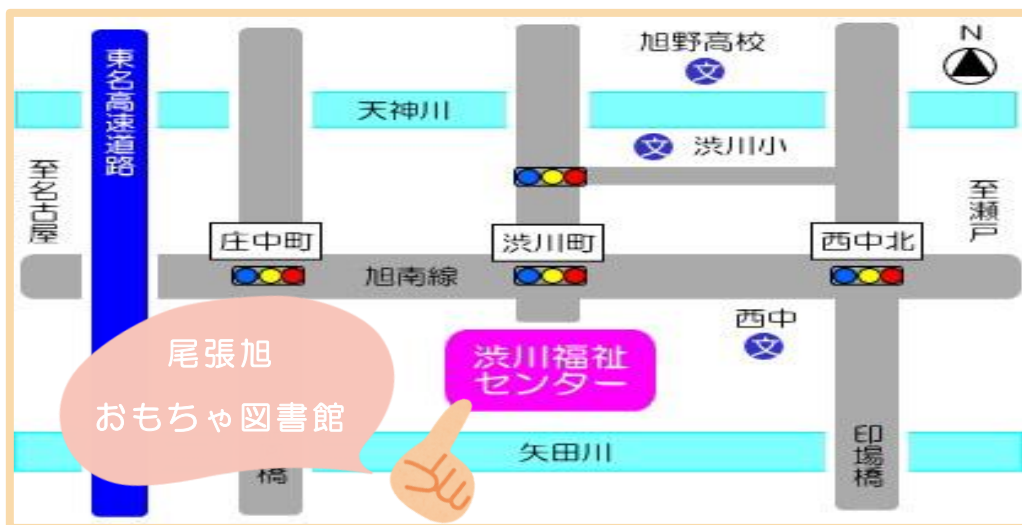 旭野高校
N
文
東名高速道路
天神川
文 渋川小
至名古屋
至瀬戸
庄中町
渋川町
西中北
旭南線
西中
文
尾張旭
おもちゃ図書館
渋川福祉
センター
矢田川
橋
印場橋